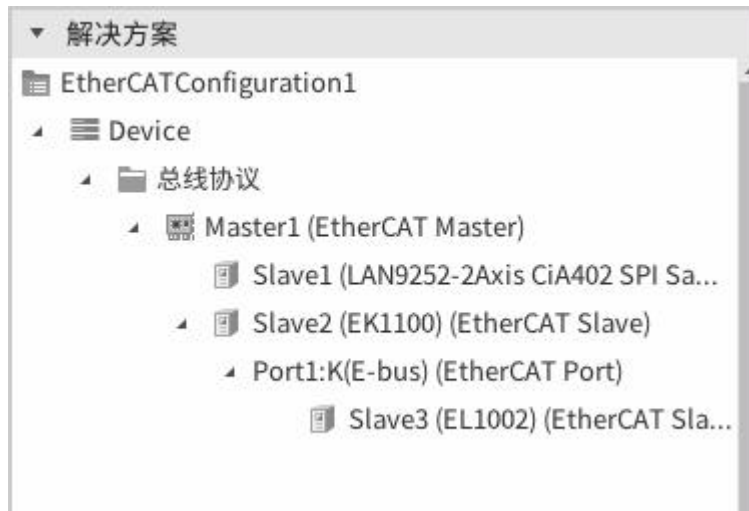 解决方案
EtherCATConfiguration1
Device
总线协议
Master1 (EtherCAT Master)
Slave1 (LAN9252-2Axis CiA402 SPI Sa...
Slave2 (EK1100) (EtherCAT Slave)
Port1:K(E-bus) (EtherCAT Port)
Slave3 (EL1002) (EtherCAT Sla...